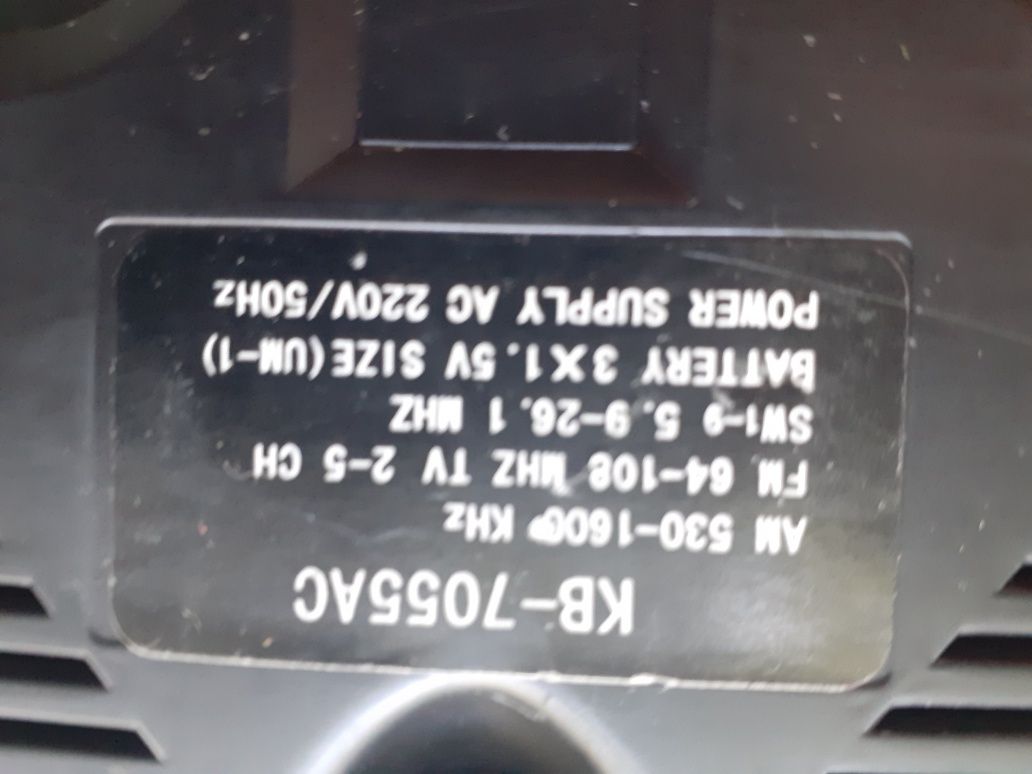 KB-7055AC
AM 530-1600 KHz
FM 64-108 MHZ TV 2-5 CH
SW1-9 5.9-26.1 MHZ
BATTERY 3X1.5V SIZE(UM-1)
POWER SUPPLY AC 220V/50Hz